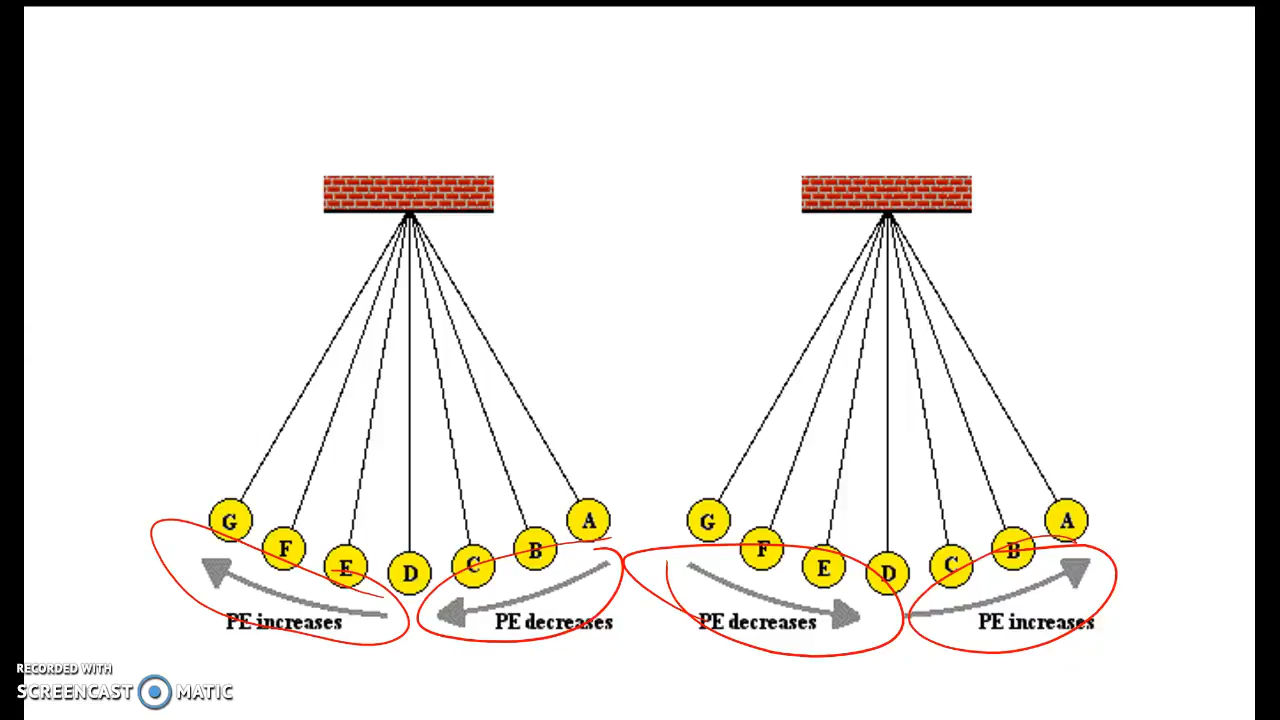 G F E D C B A
PE increases
PE decreases
G F E D C B A
PE decreases
PE increases
RECORDED WITH
SCREENCAST MATIC